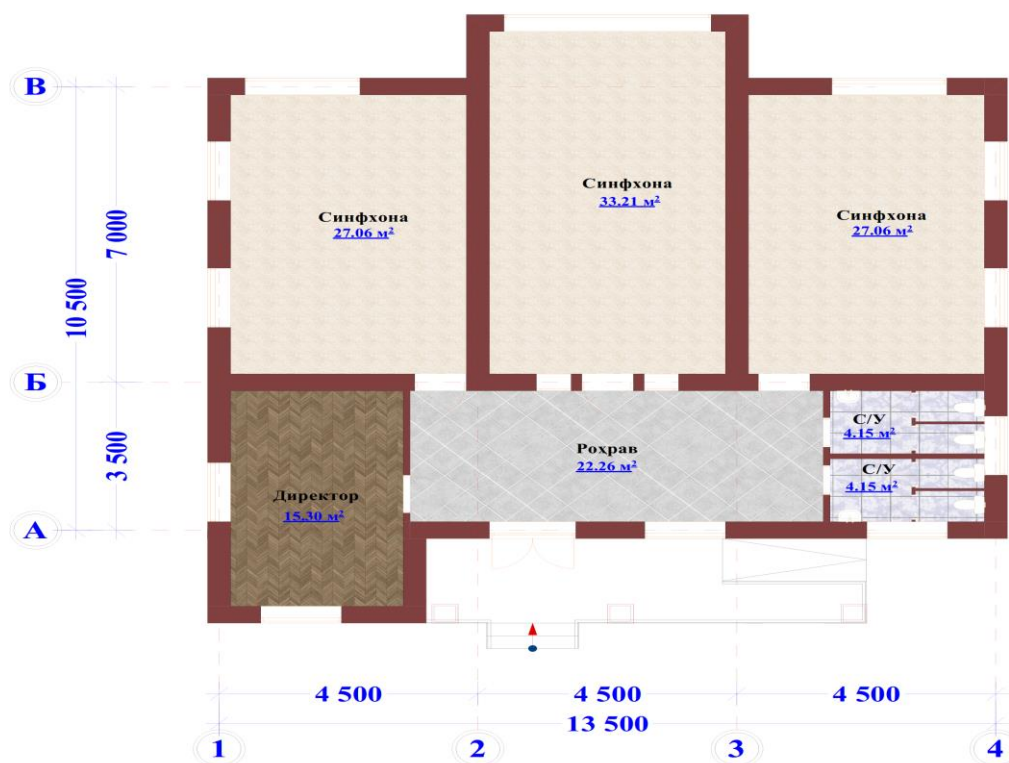 В
Синфхона
33.21 м²
Синфхона
27.06 м²
Синфхона
27.06 м²
7 000
10 500
Б
С/У
4.15 м²
Рохрав
22.26 м²
С/У
4.15 м²
3 500
Директор
15.30 м²
А
4 500
4 500
4 500
13 500
1
2
3
4